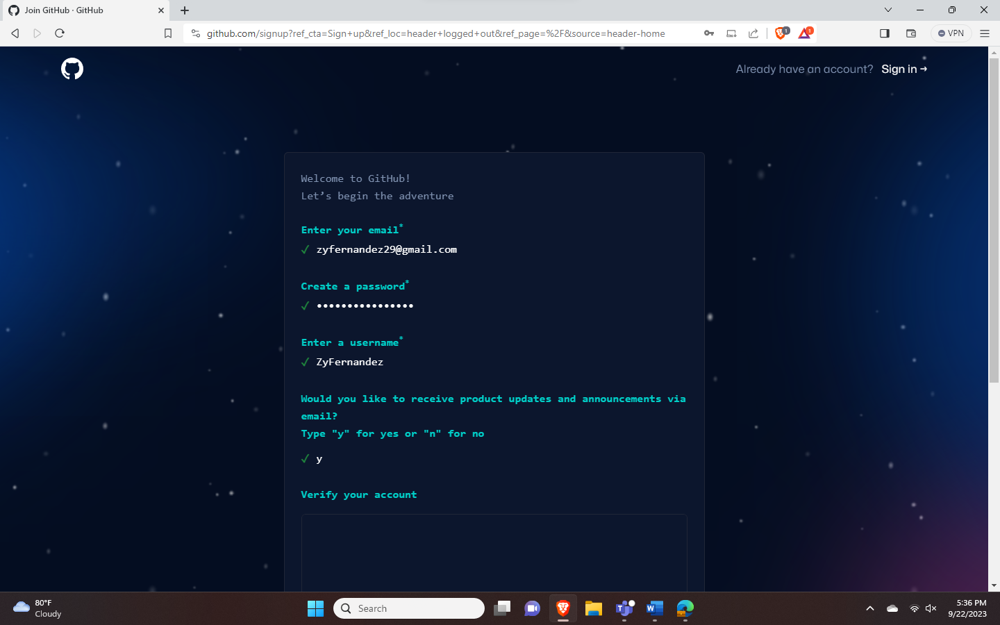 Join GitHub · GitHub
github.com/signup?ref_cta=Sign+up&ref_loc=header+logged+out&ref_page=%2F&source=header-home
1
1
VPN
Already have an account? Sign in →
Welcome to GitHub!
Let’s begin the adventure
Enter your email*
✓ zyfernandez29@gmail.com
Create a password*
✓ ••••••••••••••••
Enter a username*
✓ ZyFernandez
Would you like to receive product updates and announcements via
email?
Type "y" for yes or "n" for no
✓ y
Verify your account
80°F
Cloudy
Search
5:36 PM
9/22/2023